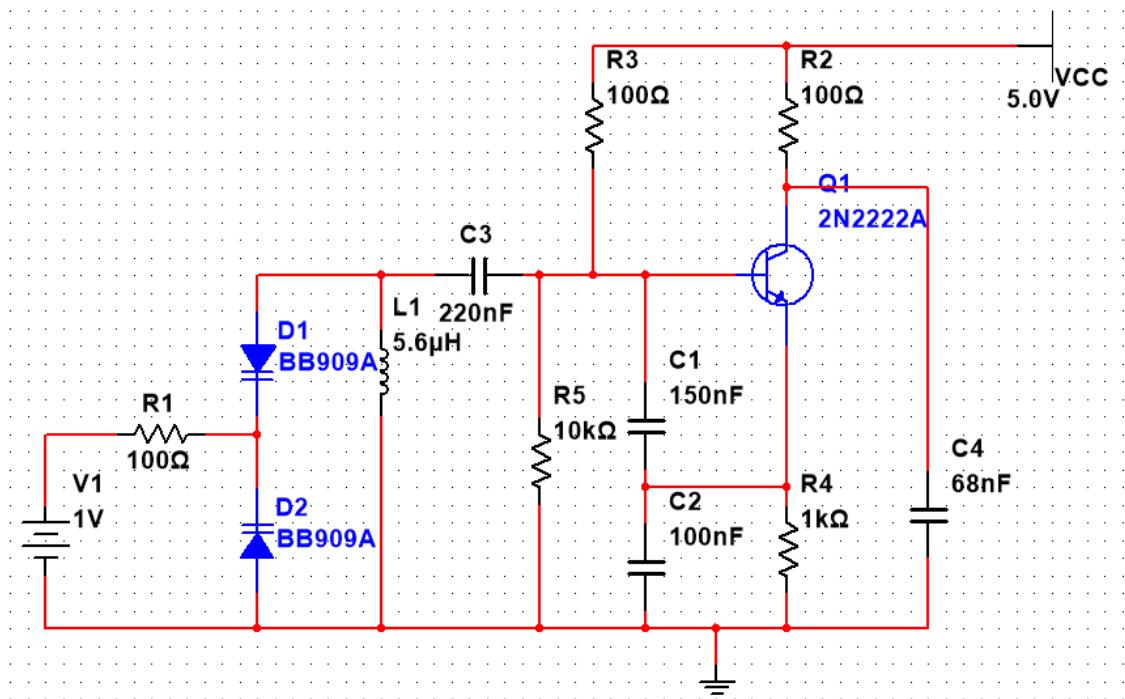 R3
100Ω
R2
100Ω
VCC
5.0V
Q1
2N2222A
C3
220nF
L1
5.6µH
D1
BB909A
C1
150nF
R1
100Ω
R5
10kΩ
V1
1V
D2
BB909A
C2
100nF
R4
1kΩ
C4
68nF